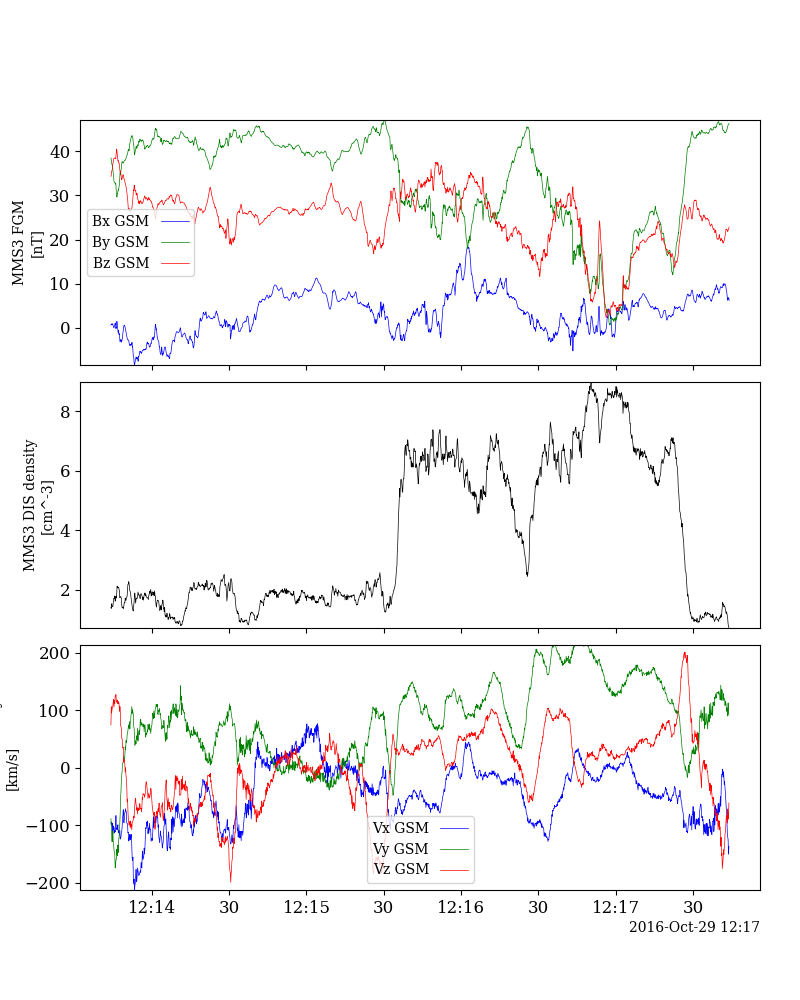 MMS3 FGM
[nT]
40
30
20
10
0
Bx GSM
By GSM
Bz GSM
MMS3 DIS density
[cm^-3]
8
6
4
2
[km/s]
200
100
0
−100
−200
Vx GSM
Vy GSM
Vz GSM
12:14
30
12:15
30
12:16
30
12:17
30
2016-Oct-29 12:17